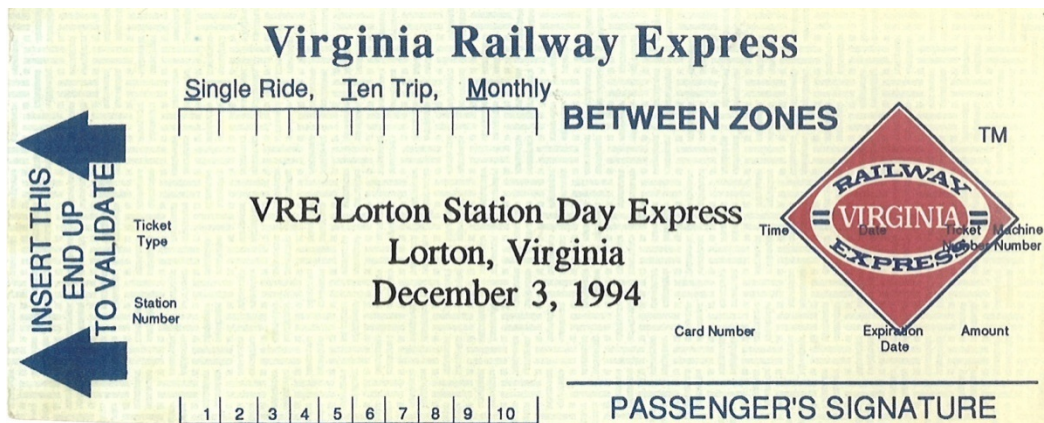 Virginia Railway Express
Single Ride, Ten Trip, Monthly
BETWEEN ZONES
TM
INSERT THIS
END UP
TO VALIDATE
RAILWAY
VIRGINIA
EXPRESS
Ticket
Type
VRE Lorton Station Day Express
Lorton, Virginia
December 3, 1994
Time
Date
Ticket
Number
Machine
Number
Station
Number
Card Number
Expiration
Date
Amount
1 2 3 4 5 6 7 8 9 10
PASSENGER'S SIGNATURE